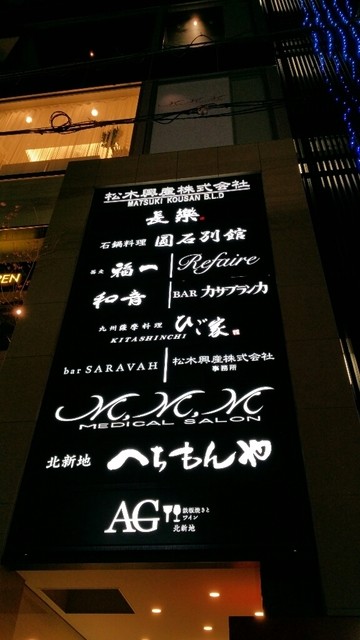 松木興産株式会社
MATSUKI KOUSAN B.L.D
長樂
石鍋料理 圓石別館
福一
Refaire
和音
BAR カサブランカ
九州薩摩料理 ひご家
KITASHINCHI
bar SARAVAH
松木興産株式会社
事務所
M.M.M
MEDICAL SALON
北新地 へちもんや
AG
鉄板焼きと
ワイン
北新地